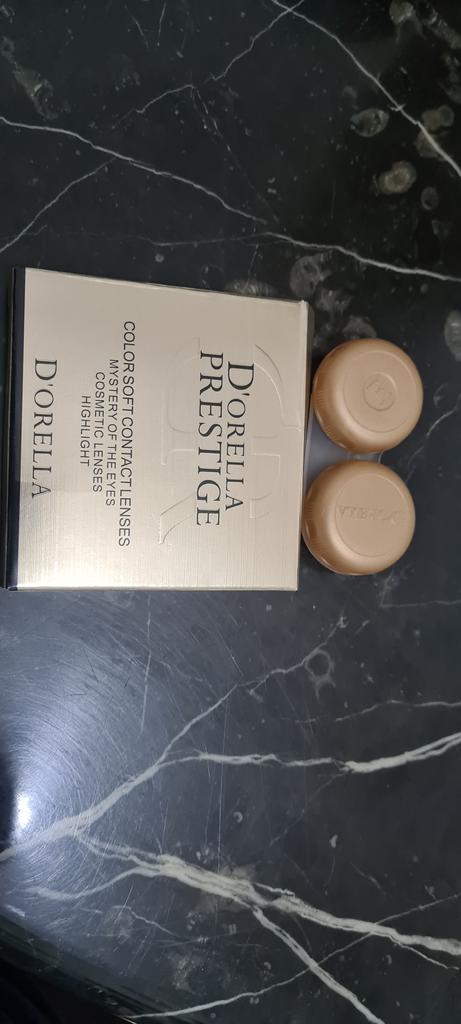 D'ORELLA
PRESTIGE
COLOR SOFT CONTACT LENSES
MYSTERY OF THE EYES
COSMETIC LENSES
HIGHLIGHT
D'ORELLA